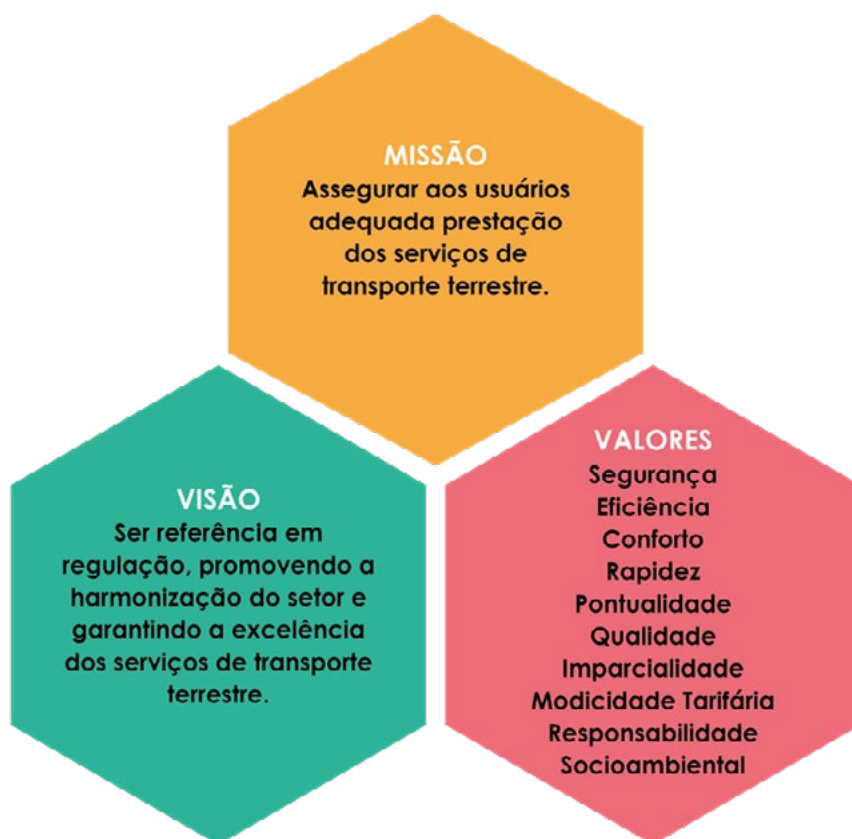 MISSÃO
Assegurar aos usuários
adequada prestação
dos serviços de
transporte terrestre.
VISÃO
Ser referência em
regulação, promovendo a
harmonização do setor e
garantindo a excelência
dos serviços de transporte
terrestre.
VALORES
Segurança
Eficiência
Conforto
Rapidez
Pontualidade
Qualidade
Imparcialidade
Modicidade Tarifária
Responsabilidade
Socioambiental